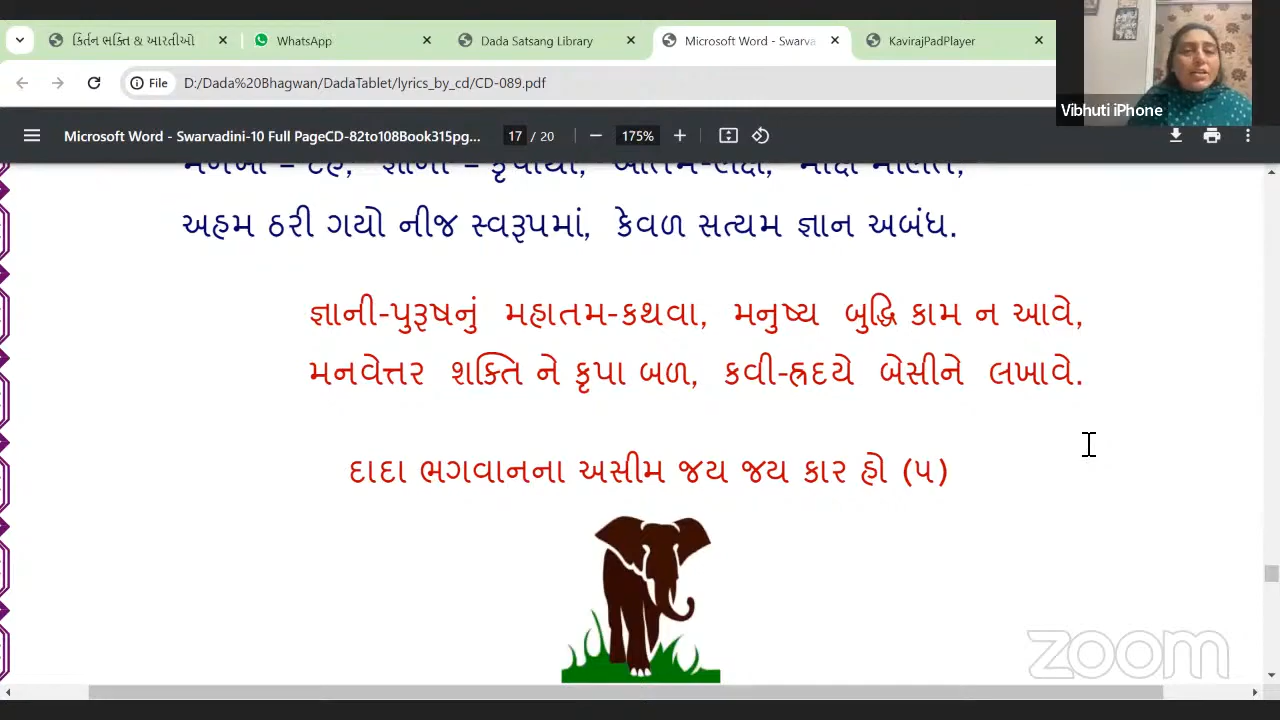 કિર્તન ભક્તિ & આરતીઓ
WhatsApp
Dada Satsang Library
Microsoft Word - Swarva
KavirajPadPlayer
File
D:/Dada%20Bhagwan/DadaTablet/lyrics_by_cd/CD-089.pdf
Vibhuti iPhone
Microsoft Word - Swarvadini-10 Full PageCD-82to108Book315pg...
17 / 20
175%
અહમ ઠરી ગયો નીજ સ્વરૂપમાં, કેવળ સત્યમ જ્ઞાન અબંધ.
જ્ઞાની-પુરૂષનું મહાતમ-કથવા, મનુષ્ય બુદ્ધિ કામ ન આવે,
મનવેત્તર શક્તિ ને કૃપા બળ, કવી-હ્રદયે બેસીને લખાવે.
દાદા ભગવાનના અસીમ જય જય કાર હો (૫)
zoom